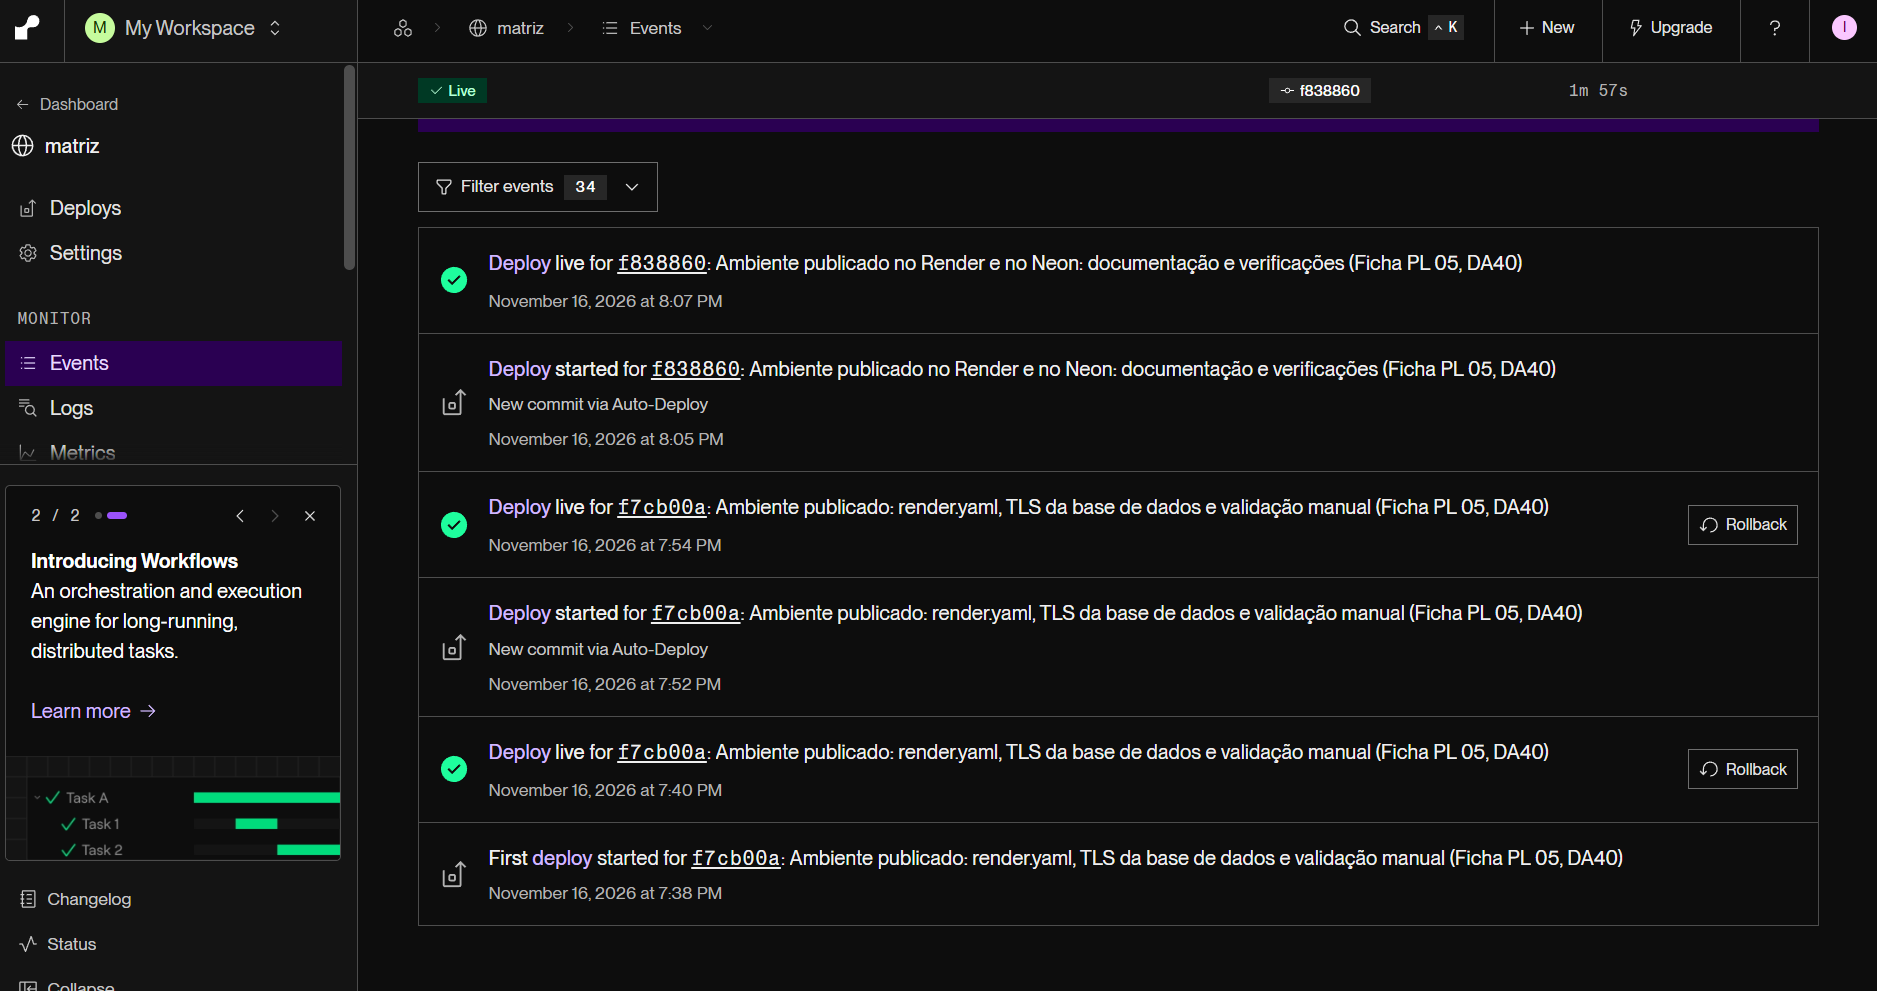 M My Workspace
matriz
Events
Search ^ K
+ New
Upgrade
?
I
Dashboard
matriz
Deploys
Settings
MONITOR
Events
Logs
Metrics
2 / 2
Introducing Workflows
An orchestration and execution
engine for long-running,
distributed tasks.
Learn more →
Task A
Task 1
Task 2
Changelog
Status
Collapse
Live
f838860
1m 57s
Filter events 34
Deploy live for f838860: Ambiente publicado no Render e no Neon: documentação e verificações (Ficha PL 05, DA40)
November 16, 2026 at 8:07 PM
Deploy started for f838860: Ambiente publicado no Render e no Neon: documentação e verificações (Ficha PL 05, DA40)
New commit via Auto-Deploy
November 16, 2026 at 8:05 PM
Deploy live for f7cb00a: Ambiente publicado: render.yaml, TLS da base de dados e validação manual (Ficha PL 05, DA40)
November 16, 2026 at 7:54 PM
Rollback
Deploy started for f7cb00a: Ambiente publicado: render.yaml, TLS da base de dados e validação manual (Ficha PL 05, DA40)
New commit via Auto-Deploy
November 16, 2026 at 7:52 PM
Deploy live for f7cb00a: Ambiente publicado: render.yaml, TLS da base de dados e validação manual (Ficha PL 05, DA40)
November 16, 2026 at 7:40 PM
Rollback
First deploy started for f7cb00a: Ambiente publicado: render.yaml, TLS da base de dados e validação manual (Ficha PL 05, DA40)
November 16, 2026 at 7:38 PM